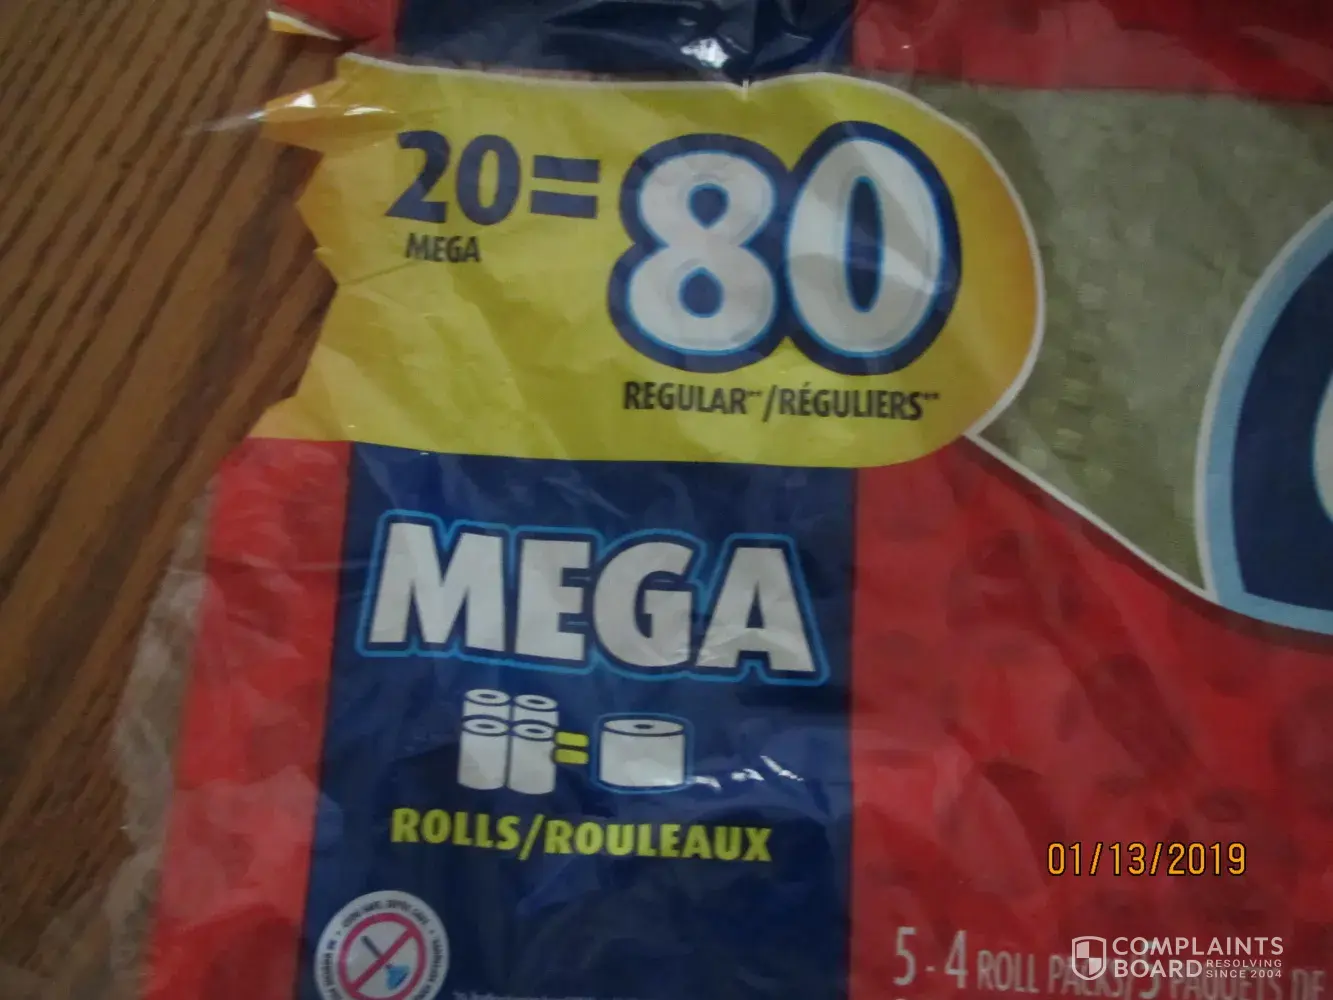 20=80
MEGA
REGULAR**/RÉGULIERS**
MEGA
=
ROLLS/ROULEAUX
01/13/2019
5-4 ROLL PACKS/5 PAQUETS DE
COMPLAINTS
BOARD RESOLVING
SINCE 2004